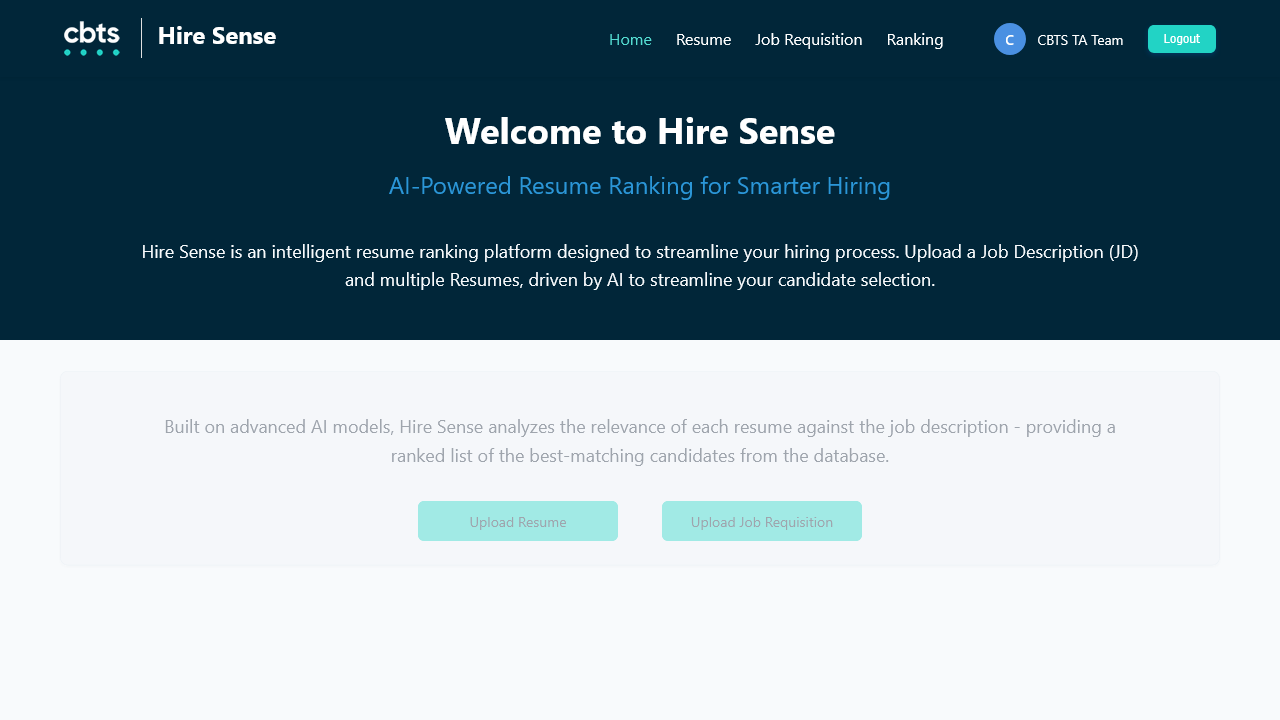 cbts
Hire Sense
Home
Resume
Job Requisition
Ranking
C
CBTS TA Team
Logout
Welcome to Hire Sense
AI-Powered Resume Ranking for Smarter Hiring
Hire Sense is an intelligent resume ranking platform designed to streamline your hiring process. Upload a Job Description (JD)
and multiple Resumes, driven by AI to streamline your candidate selection.
Built on advanced AI models, Hire Sense analyzes the relevance of each resume against the job description - providing a
ranked list of the best-matching candidates from the database.
Upload Resume
Upload Job Requisition